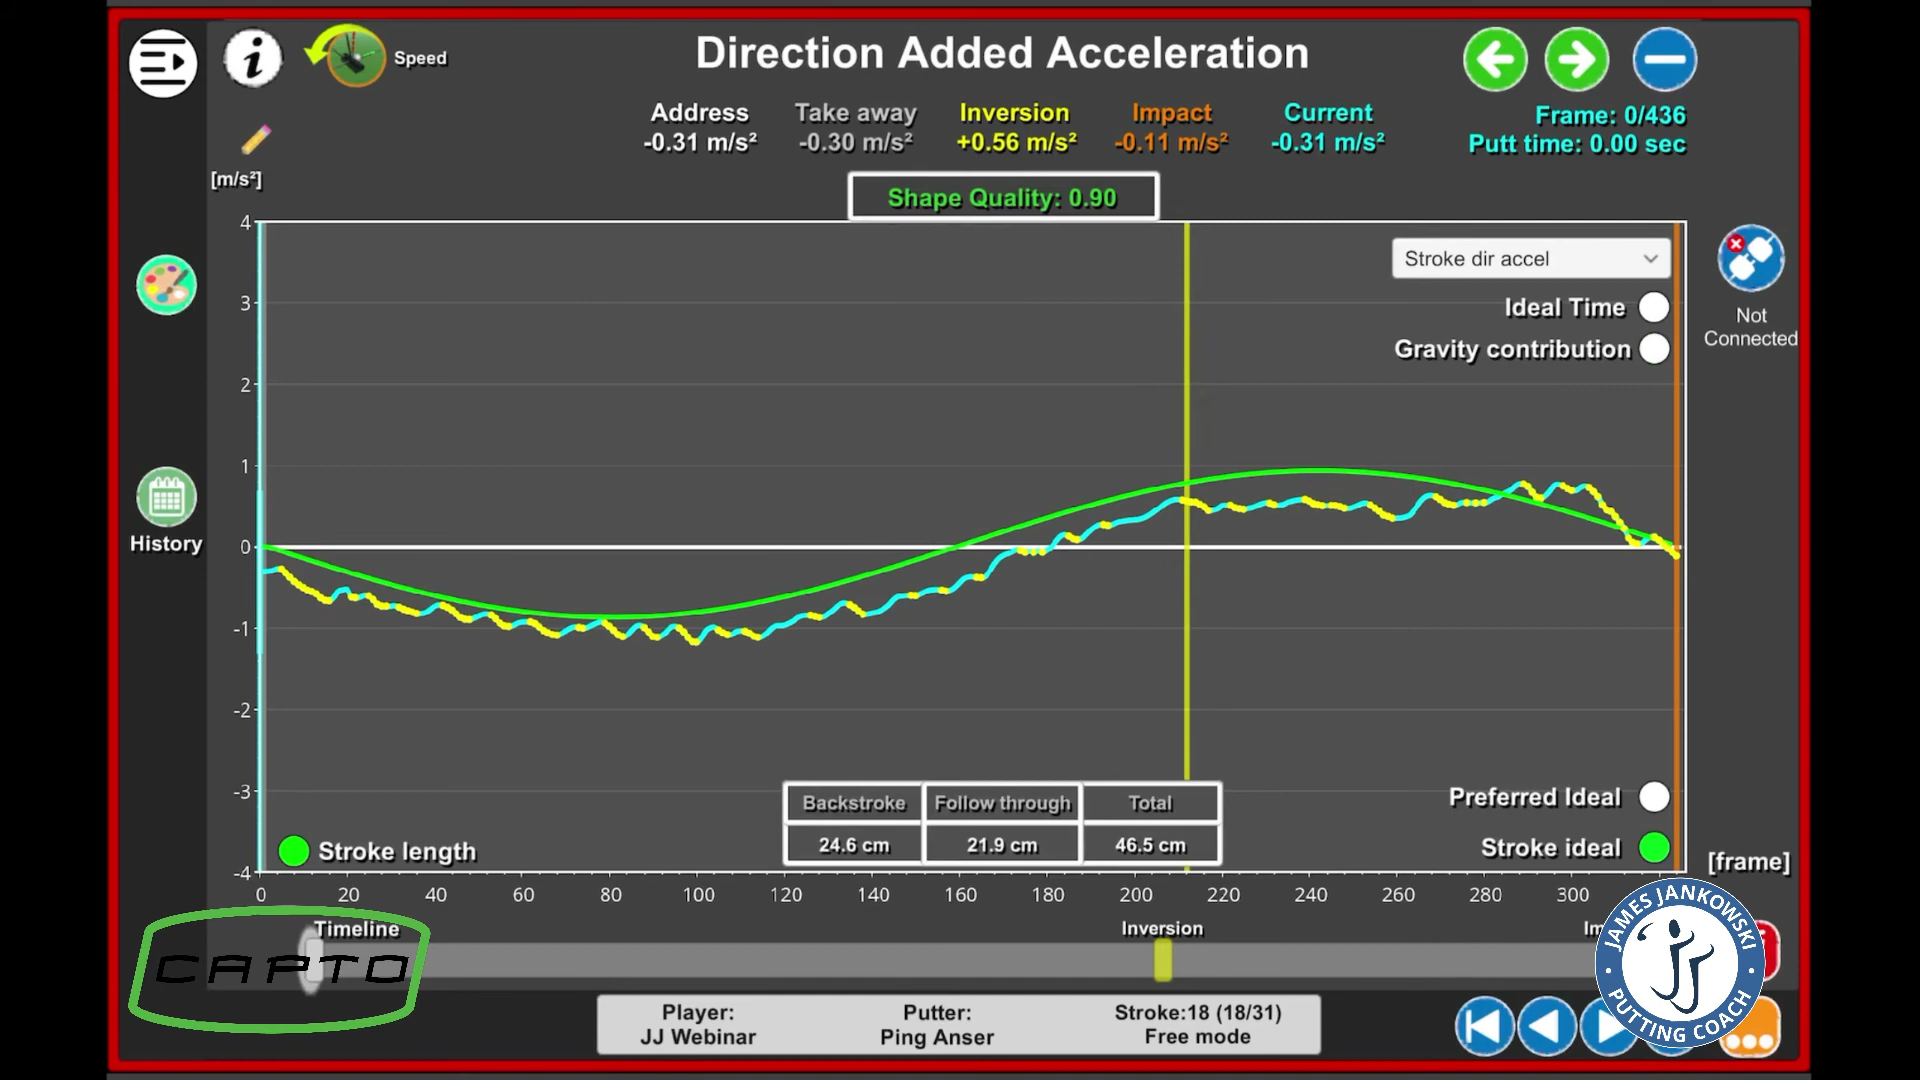 Speed
Direction Added Acceleration
Address Take away Inversion Impact Current
-0.31 m/s² -0.30 m/s² +0.56 m/s² -0.11 m/s² -0.31 m/s²
Frame: 0/436
Putt time: 0.00 sec
[m/s²]
Shape Quality: 0.90
4
3
2
1
0
-1
-2
-3
-4
Stroke dir accel
Ideal Time
Gravity contribution
Not
Connected
History
Preferred Ideal
Stroke ideal
Backstroke Follow through Total
24.6 cm 21.9 cm 46.5 cm
Stroke length
[frame]
0 20 40 60 80 100 120 140 160 180 200 220 240 260 280 300
Timeline Inversion
CAPTO
Player: Putter: Stroke:18 (18/31)
JJ Webinar Ping Anser Free mode
JAMES JANKOWSKI
PUTTING COACH